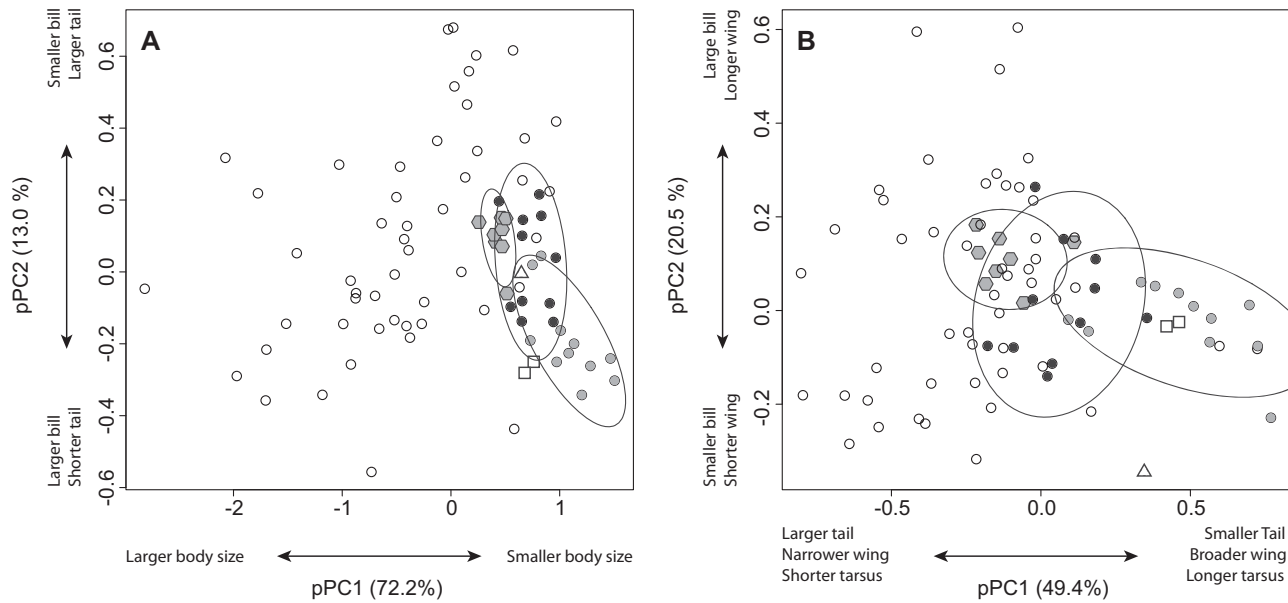 A
Smaller bill
Larger tail
pPC2 (13.0 %)
Larger bill
Shorter tail
0.6
0.4
0.2
0.0
-0.2
-0.4
-0.6
-2
-1
0
1
Larger body size
Smaller body size
pPC1 (72.2%)
B
Large bill
Longer wing
pPC2 (20.5 %)
Smaller bill
Shorter wing
0.6
0.4
0.2
0.0
-0.2
-0.5
0.0
0.5
Larger tail
Narrower wing
Shorter tarsus
Smaller Tail
Broader wing
Longer tarsus
pPC1 (49.4%)